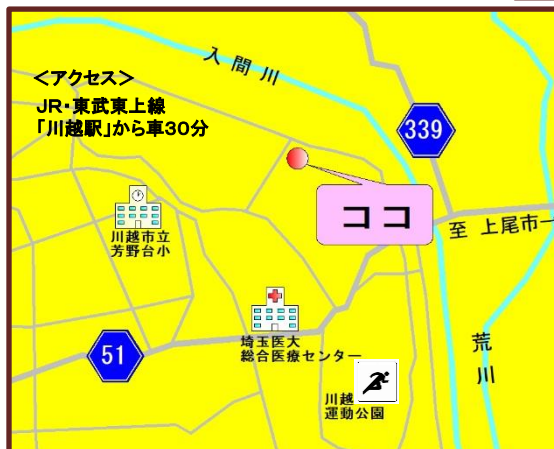 入間川
＜アクセス＞
JR・東武東上線
「川越駅」から車30分
339
ココ
至 上尾市
川越市立
芳野台小
埼玉医大
総合医療センター
51
荒川
川越
運動公園